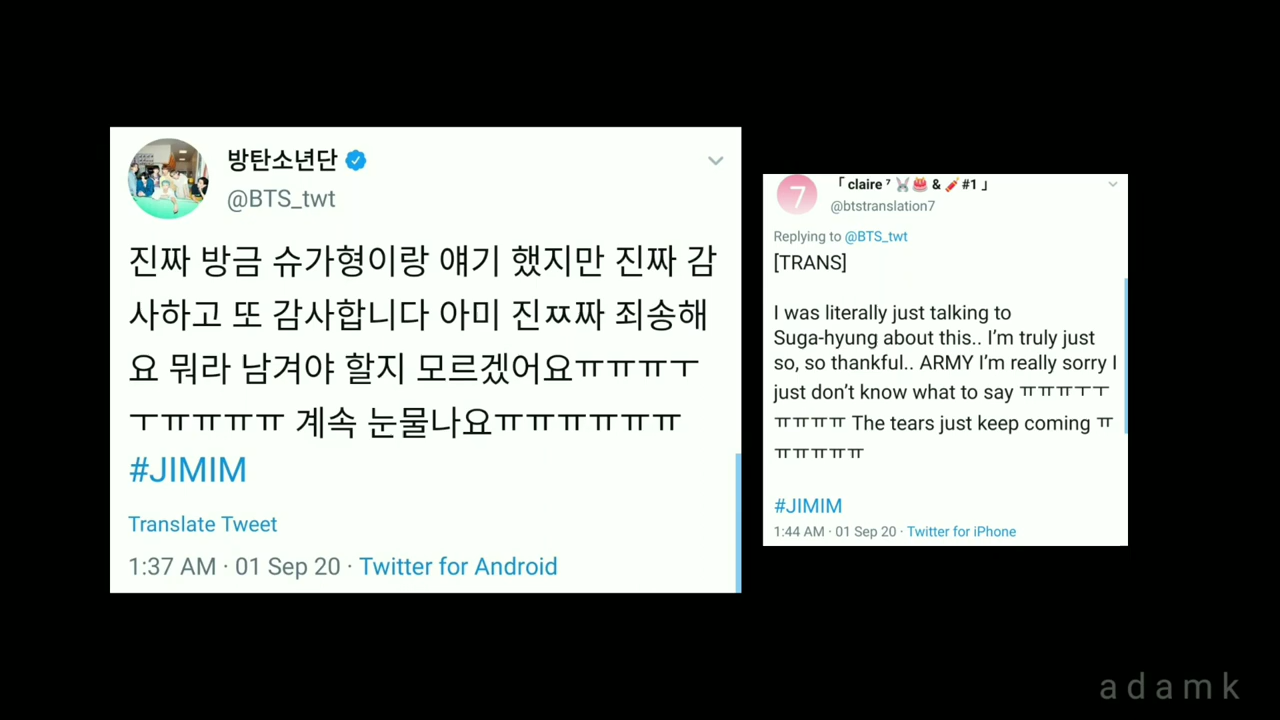 방탄소년단
@BTS_twt
진짜 방금 슈가형이랑 얘기 했지만 진짜 감
사하고 또 감사합니다 아미 진ㅉ짜 죄송해
요 뭐라 남겨야 할지 모르겠어요ㅠㅠㅠㅜ
ㅜㅠㅠㅠㅠ 계속 눈물나요ㅠㅠㅠㅠㅠㅠ
#JIMIM
Translate Tweet
1:37 AM · 01 Sep 20 · Twitter for Android
7
「 claire ⁷ 🐰🎂 & 🧨 #1 」
@btstranslation7
Replying to @BTS_twt
[TRANS]
I was literally just talking to
Suga-hyung about this.. I’m truly just
so, so thankful.. ARMY I’m really sorry I
just don’t know what to say ㅠㅠㅠㅜㅜ
ㅠㅠㅠㅠ The tears just keep coming ㅠ
ㅠㅠㅠㅠㅠ
#JIMIM
1:44 AM · 01 Sep 20 · Twitter for iPhone
adamk